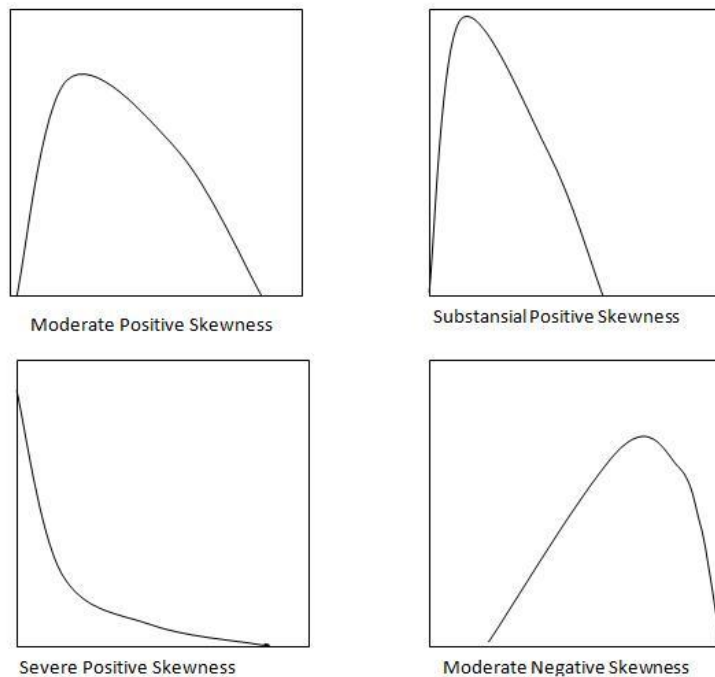 Moderate Positive Skewness
Substansial Positive Skewness
Severe Positive Skewness
Moderate Negative Skewness